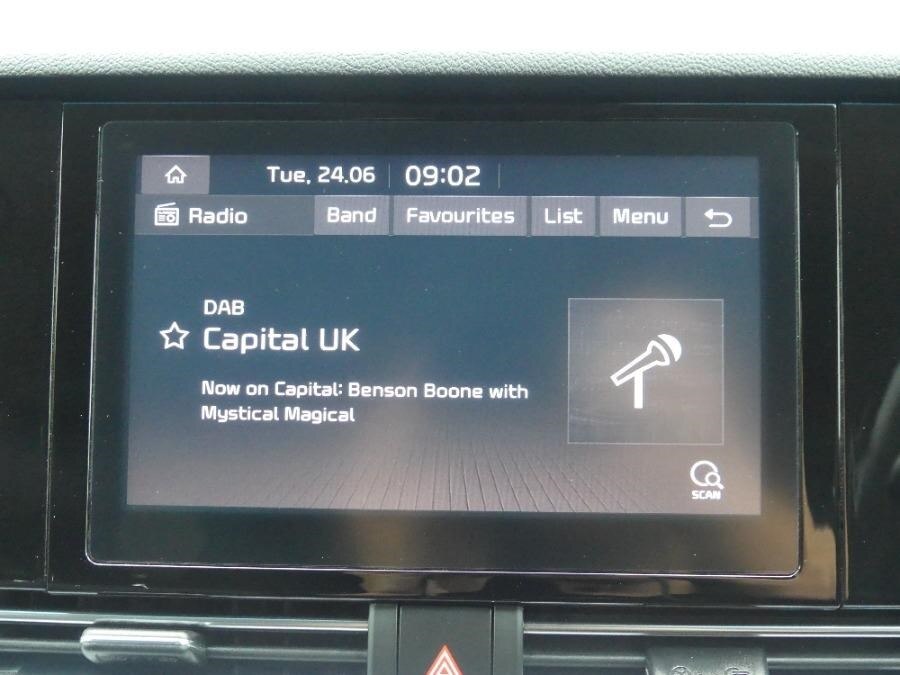 Tue, 24.06 09:02
Radio Band Favourites List Menu
DAB
Capital UK
Now on Capital: Benson Boone with
Mystical Magical
SCAN